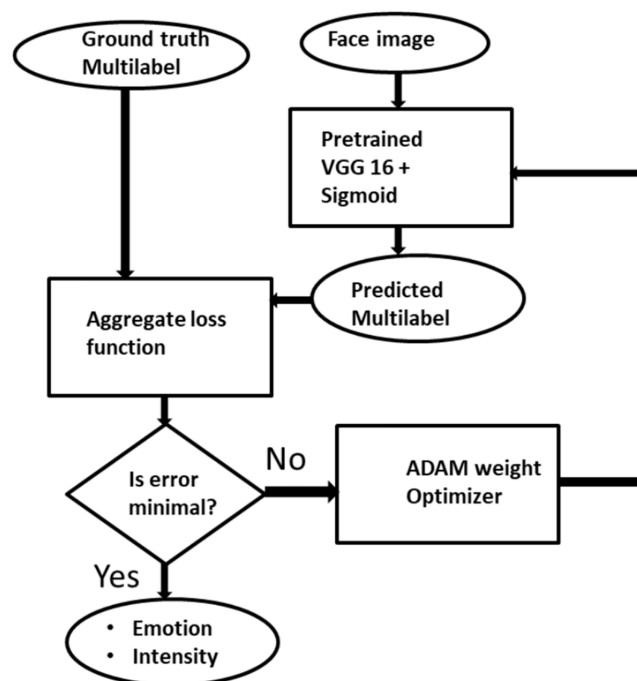 Ground truth
Multilabel
Face image
Pretrained
VGG 16 +
Sigmoid
Predicted
Multilabel
Aggregate loss
function
Is error
minimal?
No
ADAM weight
Optimizer
Yes
• Emotion
• Intensity